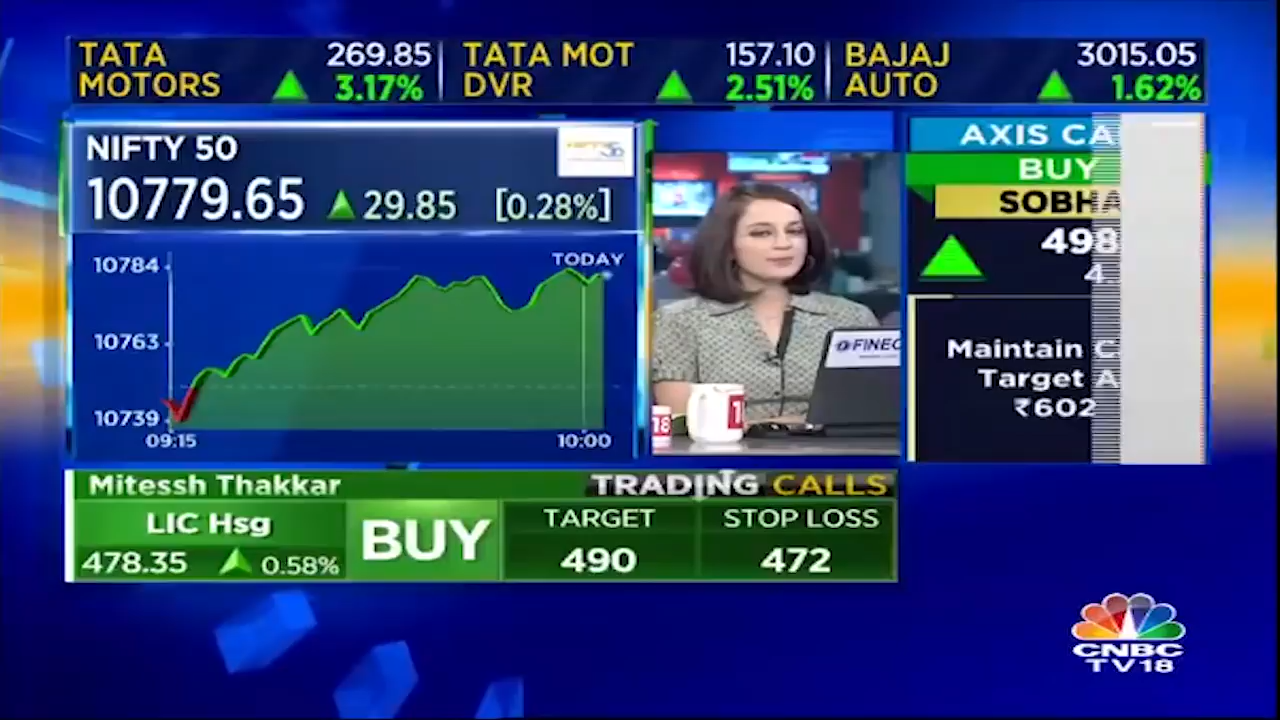 TATA MOTORS
269.85
3.17%
TATA MOT DVR
157.10
2.51%
BAJAJ AUTO
3015.05
1.62%
NIFTY 50
10779.65 29.85 [0.28%]
TODAY
10784
10763
10739
09:15
10:00
18
AXIS
BUY
498
4
Maintain
Target
₹602
Mitessh Thakkar
TRADING CALLS
LIC Hsg
478.35 0.58%
BUY
TARGET
490
STOP LOSS
472
CNBC
TV18